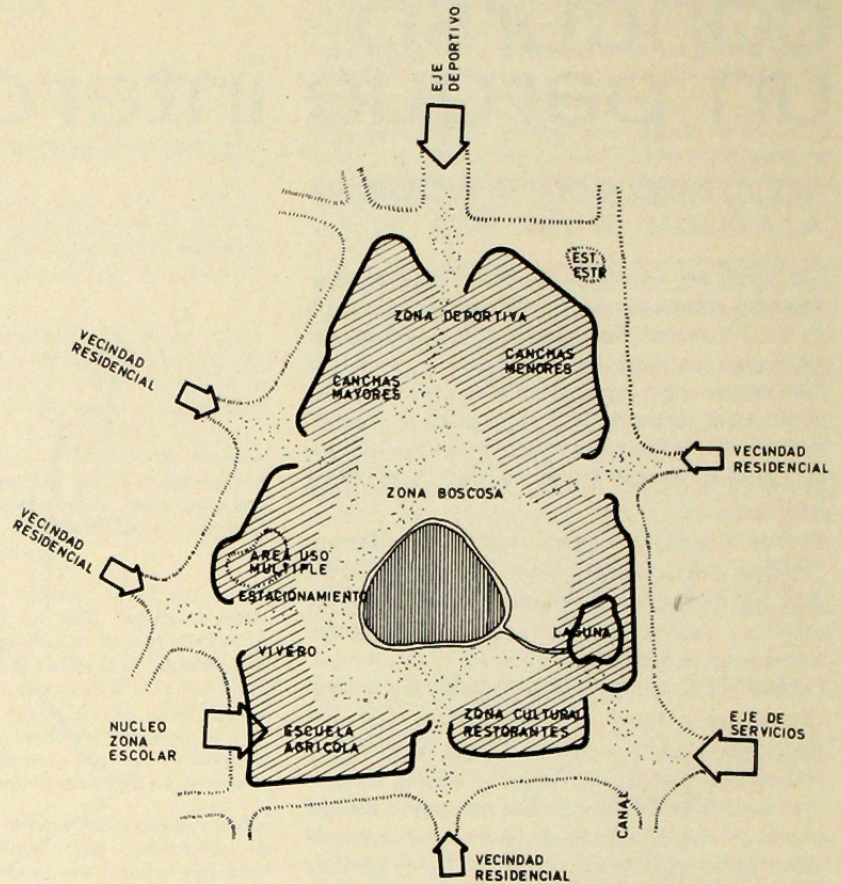 EJE
DEPORTIVO
EST.
ESTR
ZONA DEPORTIVA
CANCHAS
MENORES
CANCHAS
MAYORES
VECINDAD
RESIDENCIAL
VECINDAD
RESIDENCIAL
ZONA BOSCOSA
VECINDAD
RESIDENCIAL
AREA USO
MULTIPLE
ESTACIONAMIENTO
LAGUNA
VIVERO
NUCLEO
ZONA
ESCOLAR
ESCUELA
AGRICOLA
ZONA CULTURAL
RESTORANTES
EJE DE
SERVICIOS
CANAL
VECINDAD
RESIDENCIAL